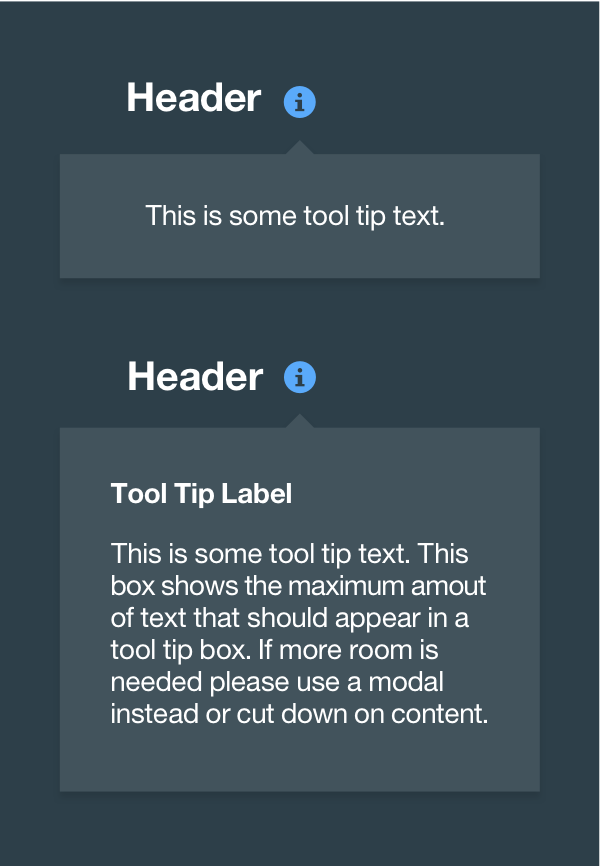 Header i
This is some tool tip text.
Header i
Tool Tip Label
This is some tool tip text. This
box shows the maximum amout
of text that should appear in a
tool tip box. If more room is
needed please use a modal
instead or cut down on content.